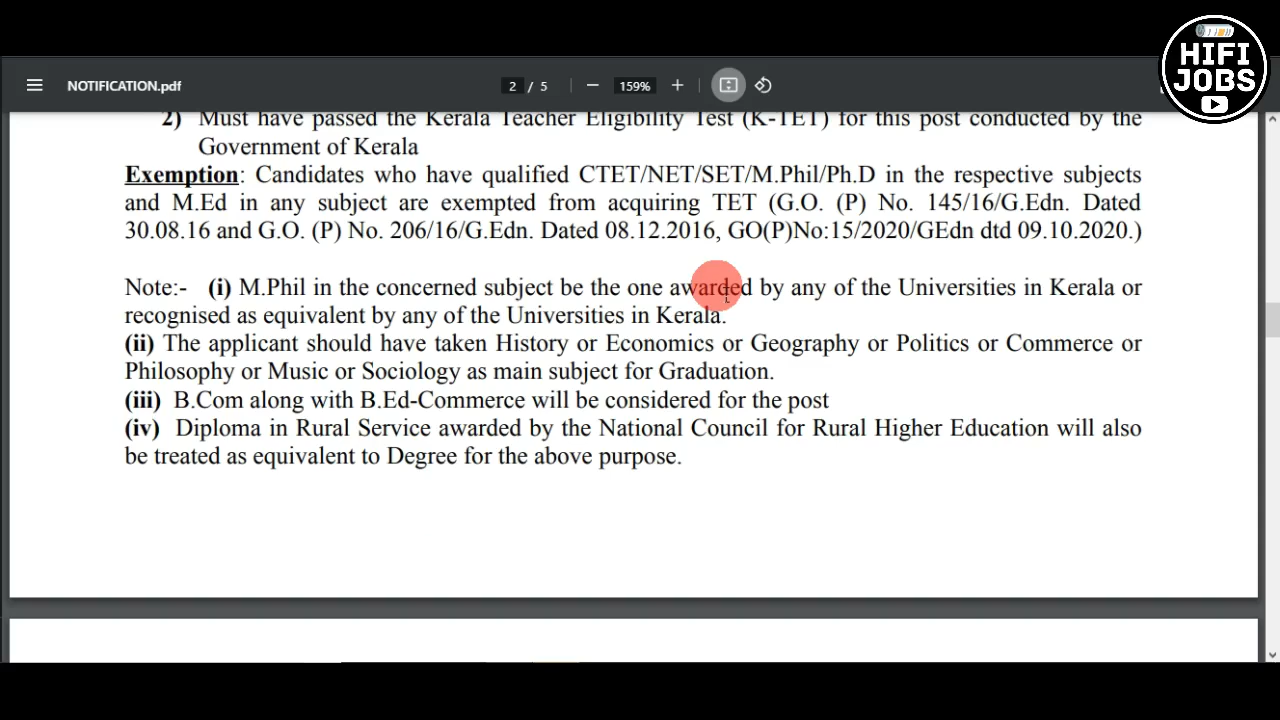 HIFI
JOBS
NOTIFICATION.pdf
2 / 5
159%
2) Must have passed the Kerala Teacher Eligibility Test (K-TET) for this post conducted by the
Government of Kerala
Exemption: Candidates who have qualified CTET/NET/SET/M.Phil/Ph.D in the respective subjects
and M.Ed in any subject are exempted from acquiring TET (G.O. (P) No. 145/16/G.Edn. Dated
30.08.16 and G.O. (P) No. 206/16/G.Edn. Dated 08.12.2016, GO(P)No:15/2020/GEdn dtd 09.10.2020.)
Note:- (i) M.Phil in the concerned subject be the one awarded by any of the Universities in Kerala or
recognised as equivalent by any of the Universities in Kerala.
(ii) The applicant should have taken History or Economics or Geography or Politics or Commerce or
Philosophy or Music or Sociology as main subject for Graduation.
(iii) B.Com along with B.Ed-Commerce will be considered for the post
(iv) Diploma in Rural Service awarded by the National Council for Rural Higher Education will also
be treated as equivalent to Degree for the above purpose.